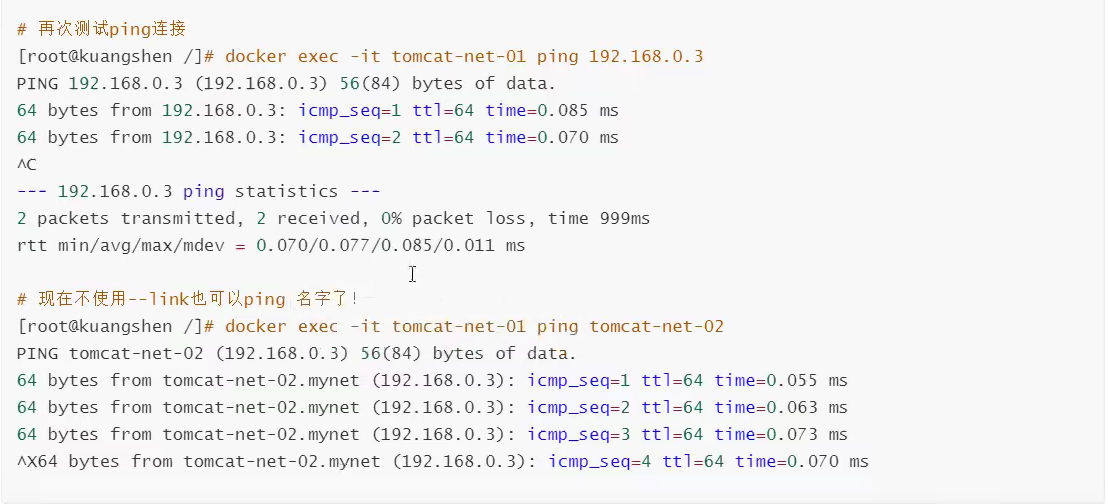 # 再次测试ping连接
[root@kuangshen /]# docker exec -it tomcat-net-01 ping 192.168.0.3
PING 192.168.0.3 (192.168.0.3) 56(84) bytes of data.
64 bytes from 192.168.0.3: icmp_seq=1 ttl=64 time=0.085 ms
64 bytes from 192.168.0.3: icmp_seq=2 ttl=64 time=0.070 ms
^C
--- 192.168.0.3 ping statistics ---
2 packets transmitted, 2 received, 0% packet loss, time 999ms
rtt min/avg/max/mdev = 0.070/0.077/0.085/0.011 ms
# 现在不使用--link也可以ping 名字了!
[root@kuangshen /]# docker exec -it tomcat-net-01 ping tomcat-net-02
PING tomcat-net-02 (192.168.0.3) 56(84) bytes of data.
64 bytes from tomcat-net-02.mynet (192.168.0.3): icmp_seq=1 ttl=64 time=0.055 ms
64 bytes from tomcat-net-02.mynet (192.168.0.3): icmp_seq=2 ttl=64 time=0.063 ms
64 bytes from tomcat-net-02.mynet (192.168.0.3): icmp_seq=3 ttl=64 time=0.073 ms
^X64 bytes from tomcat-net-02.mynet (192.168.0.3): icmp_seq=4 ttl=64 time=0.070 ms